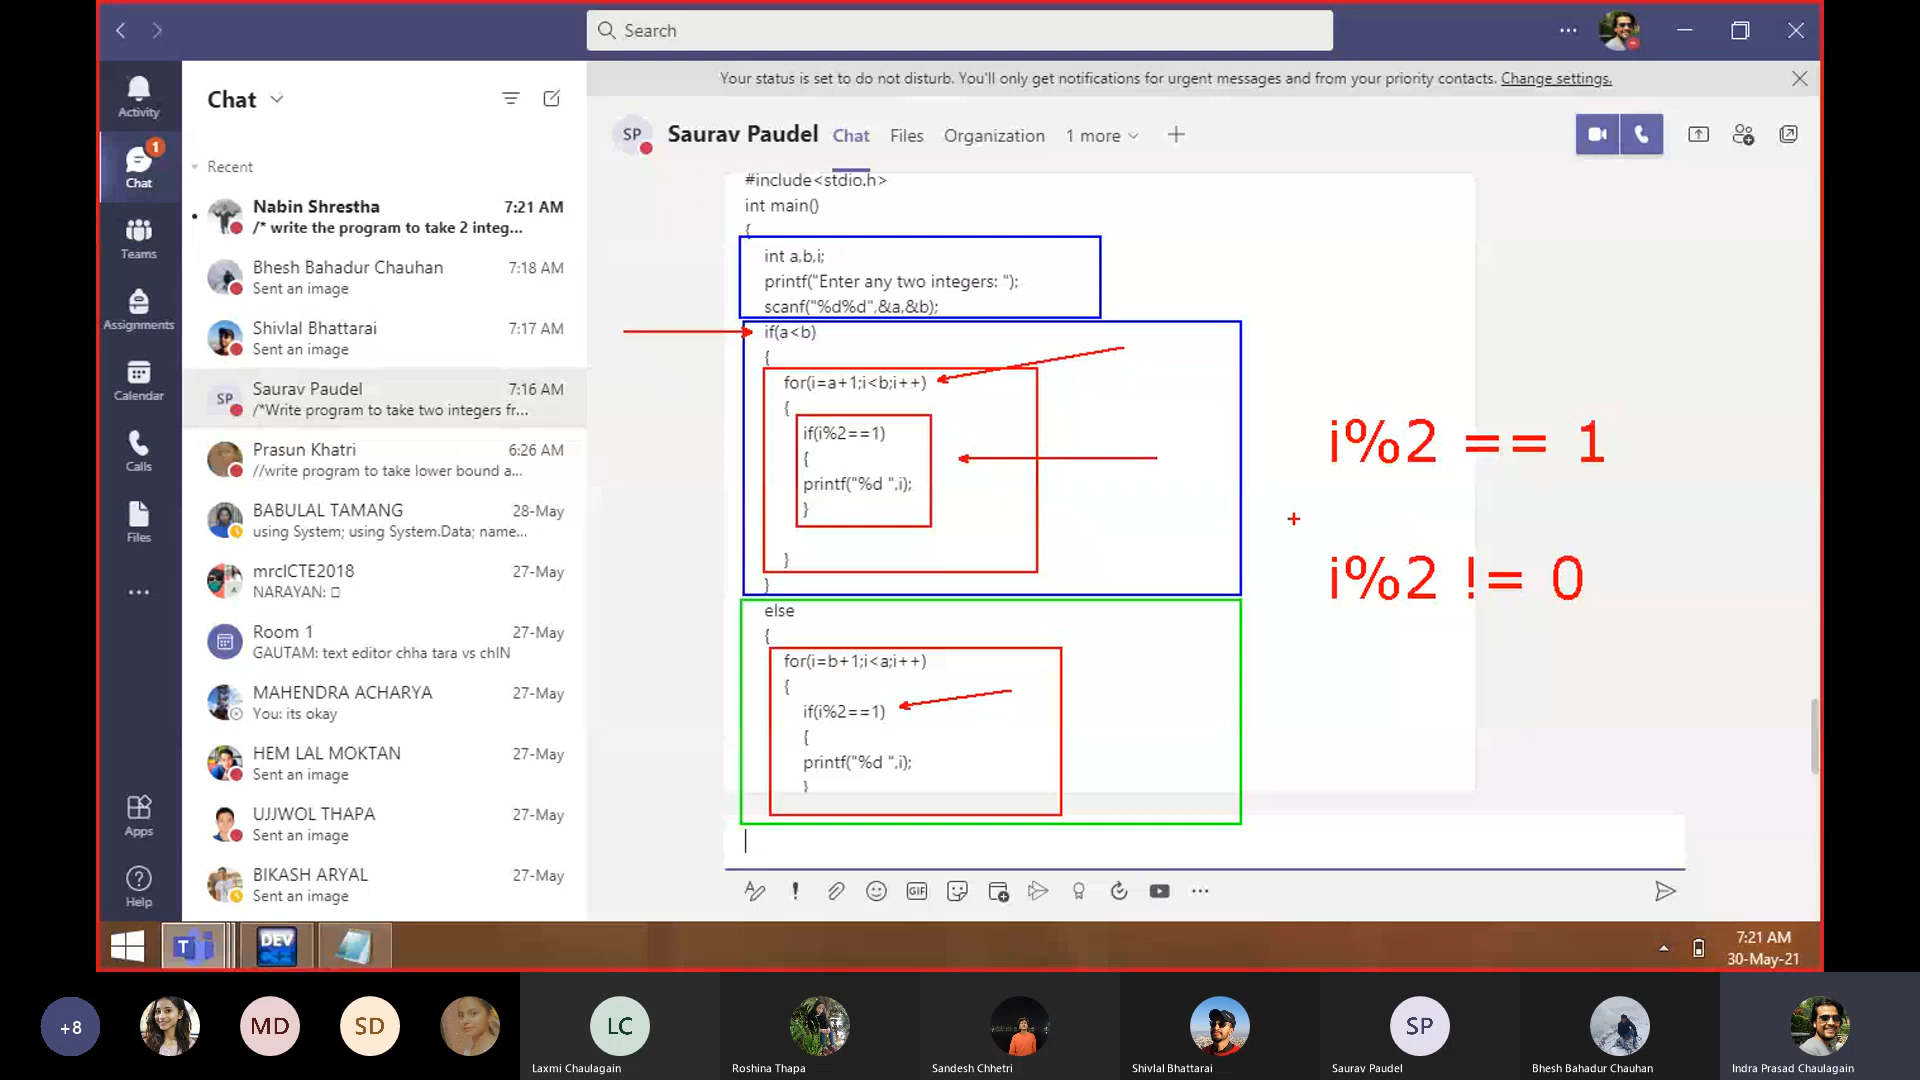 Search
Your status is set to do not disturb. You'll only get notifications for urgent messages and from your priority contacts. Change settings.
Activity
1
Chat
Teams
Assignments
Calendar
Calls
Files
Apps
Help
Chat
Recent
Nabin Shrestha 7:21 AM
/* write the program to take 2 integ...
Bhesh Bahadur Chauhan 7:18 AM
Sent an image
Shivlal Bhattarai 7:17 AM
Sent an image
SP
Saurav Paudel 7:16 AM
/*Write program to take two integers fr...
Prasun Khatri 6:26 AM
//write program to take lower bound a...
BABULAL TAMANG 28-May
using System; using System.Data; name...
mrcICTE2018 27-May
NARAYAN:
Room 1 27-May
GAUTAM: text editor chha tara vs chIN
MAHENDRA ACHARYA 27-May
You: its okay
HEM LAL MOKTAN 27-May
Sent an image
UJJWOL THAPA 27-May
Sent an image
BIKASH ARYAL 27-May
Sent an image
SP Saurav Paudel Chat Files Organization 1 more
#include<stdio.h>
int main()
{
int a,b,i;
printf("Enter any two integers: ");
scanf("%d%d",&a,&b);
if(a<b)
{
for(i=a+1;i<b;i++)
{
if(i%2==1)
{
printf("%d ",i);
}
}
}
else
{
for(i=b+1;i<a;i++)
{
if(i%2==1)
{
printf("%d ",i);
}
i%2 == 1
+
i%2 != 0
GIF
T
DEV
C++
7:21 AM
30-May-21
+8
MD
SD
LC
Laxmi Chaulagain
Roshina Thapa
Sandesh Chhetri
Shivlal Bhattarai
SP
Saurav Paudel
Bhesh Bahadur Chauhan
Indra Prasad Chaulagain